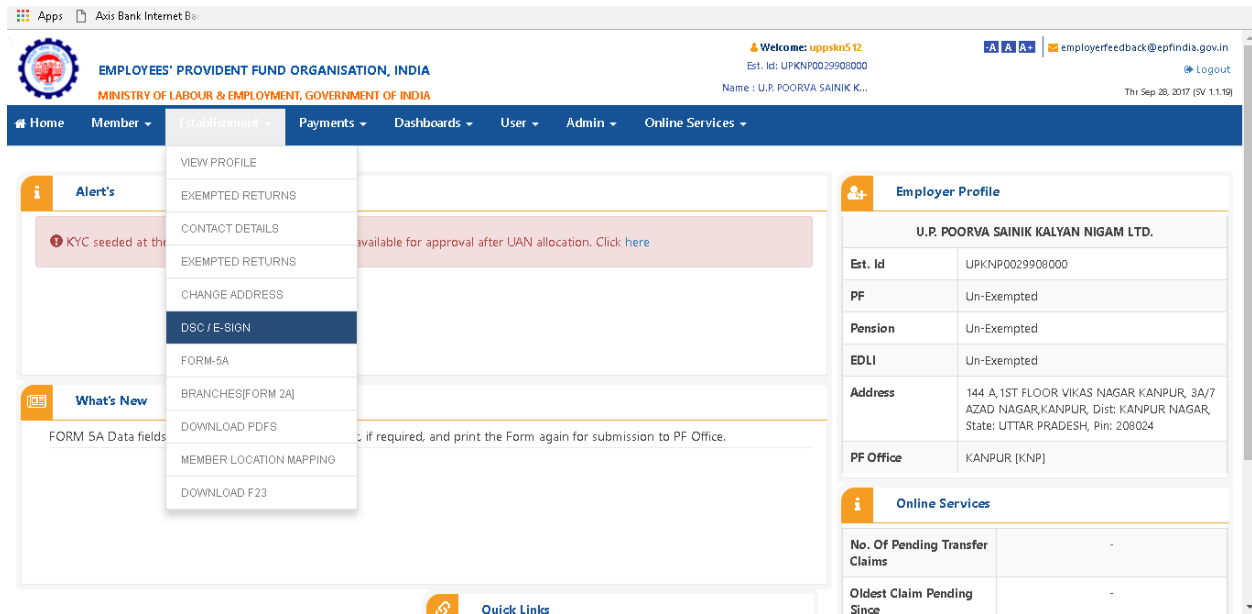 Apps Axis Bank Internet Ba
EMPLOYEES' PROVIDENT FUND ORGANISATION, INDIA
MINISTRY OF LABOUR & EMPLOYMENT, GOVERNMENT OF INDIA
Welcome: uppskn512
Est. Id: UPKNP0029908000
Name : U.P. POORVA SAINIK K...
-A A A+ employerfeedback@epfindia.gov.in
Logout
Thr Sep 28, 2017 (SV 1.1.19)
Home Member Establishment Payments Dashboards User Admin Online Services
VIEW PROFILE
EXEMPTED RETURNS
CONTACT DETAILS
EXEMPTED RETURNS
CHANGE ADDRESS
DSC / E-SIGN
FORM-5A
BRANCHES[FORM 2A]
DOWNLOAD PDFS
MEMBER LOCATION MAPPING
DOWNLOAD F23
Alert's
KYC seeded at the available for approval after UAN allocation. Click here
What's New
FORM 5A Data fields if required, and print the Form again for submission to PF Office.
Quick Links
Employer Profile
U.P. POORVA SAINIK KALYAN NIGAM LTD.
Est. Id UPKNP0029908000
PF Un-Exempted
Pension Un-Exempted
EDLI Un-Exempted
Address 144 A,1ST FLOOR VIKAS NAGAR KANPUR, 3A/7
AZAD NAGAR,KANPUR, Dist: KANPUR NAGAR,
State: UTTAR PRADESH, Pin: 208024
PF Office KANPUR [KNP]
Online Services
No. Of Pending Transfer -
Claims
Oldest Claim Pending -
Since